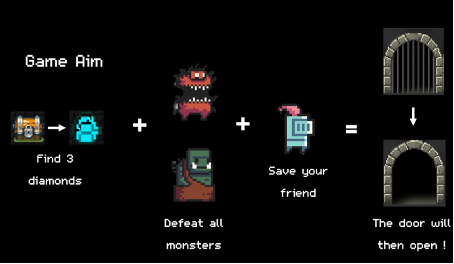 Game Aim
Find 3
diamonds
+
Defeat all
monsters
+
Save your
friend
=
The door will
then open !